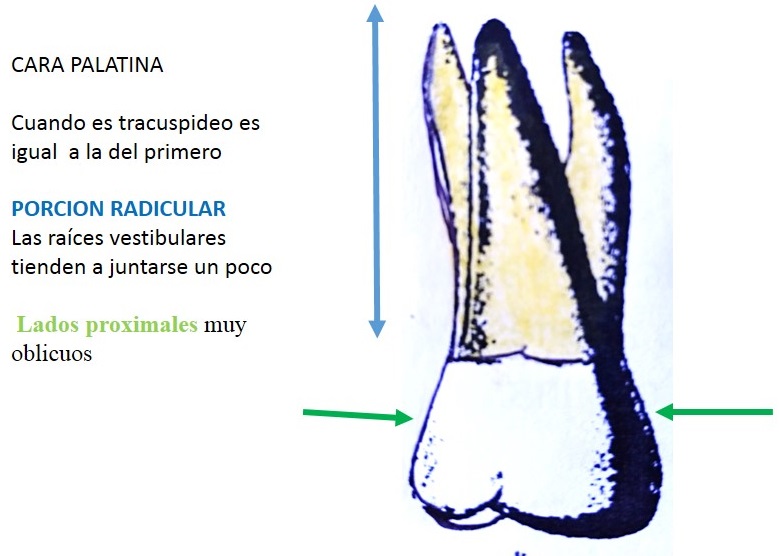 CARA PALATINA
Cuando es tracuspideo es
igual a la del primero
PORCION RADICULAR
Las raíces vestibulares
tienden a juntarse un poco
Lados proximales muy
oblicuos